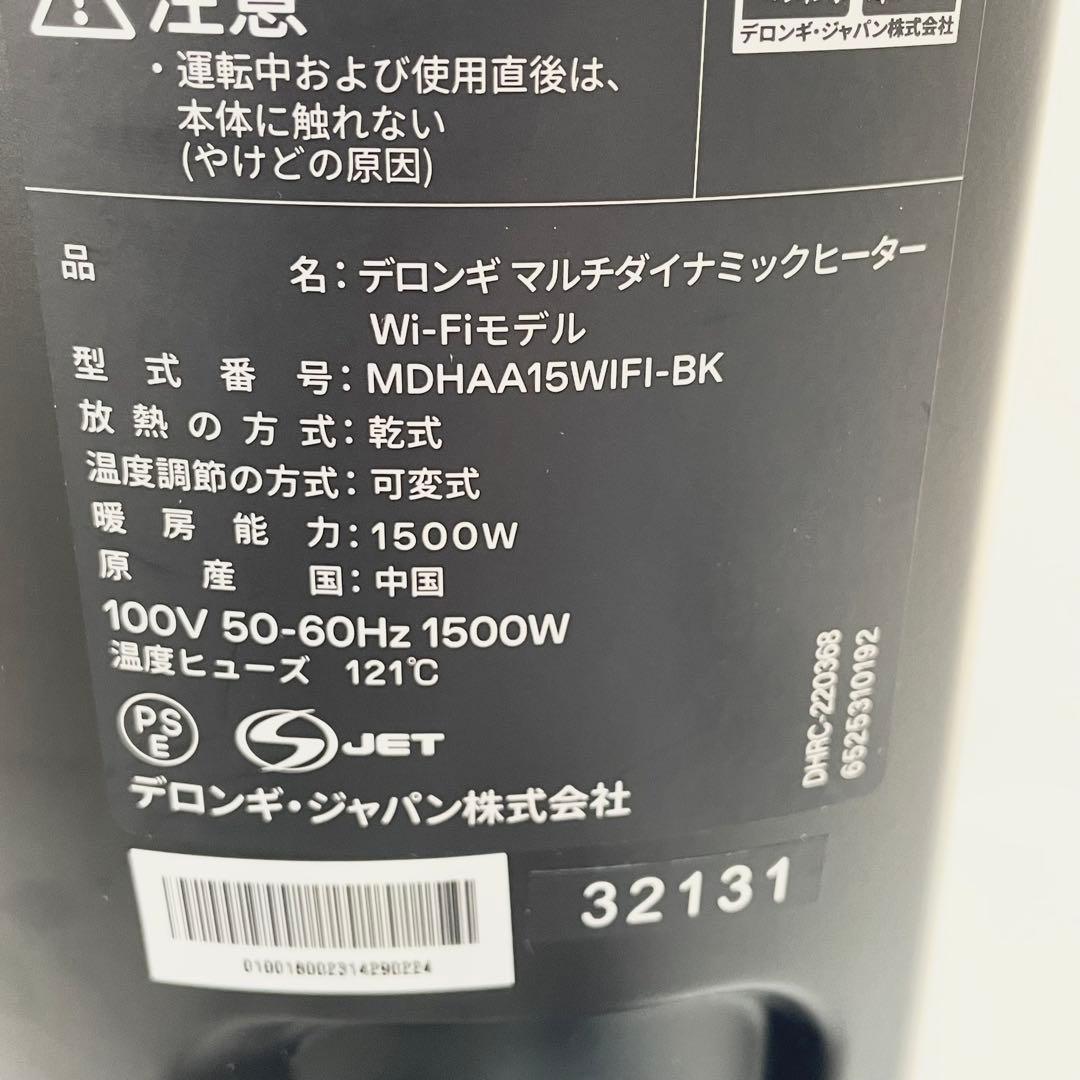 注意
デロンギ・ジャパン株式会社
・運転中および使用直後は、
本体に触れない
(やけどの原因)
品名：デロンギ マルチダイナミックヒーター
Wi-Fiモデル
型式番号：MDHAA15WIFI-BK
放熱の方式：乾式
温度調節の方式：可変式
暖房能力：1500W
原産国：中国
100V 50-60Hz 1500W
温度ヒューズ 121℃
PSE
S JET
デロンギ・ジャパン株式会社
DHRC-220368
6525310192
32131
010016002314290224